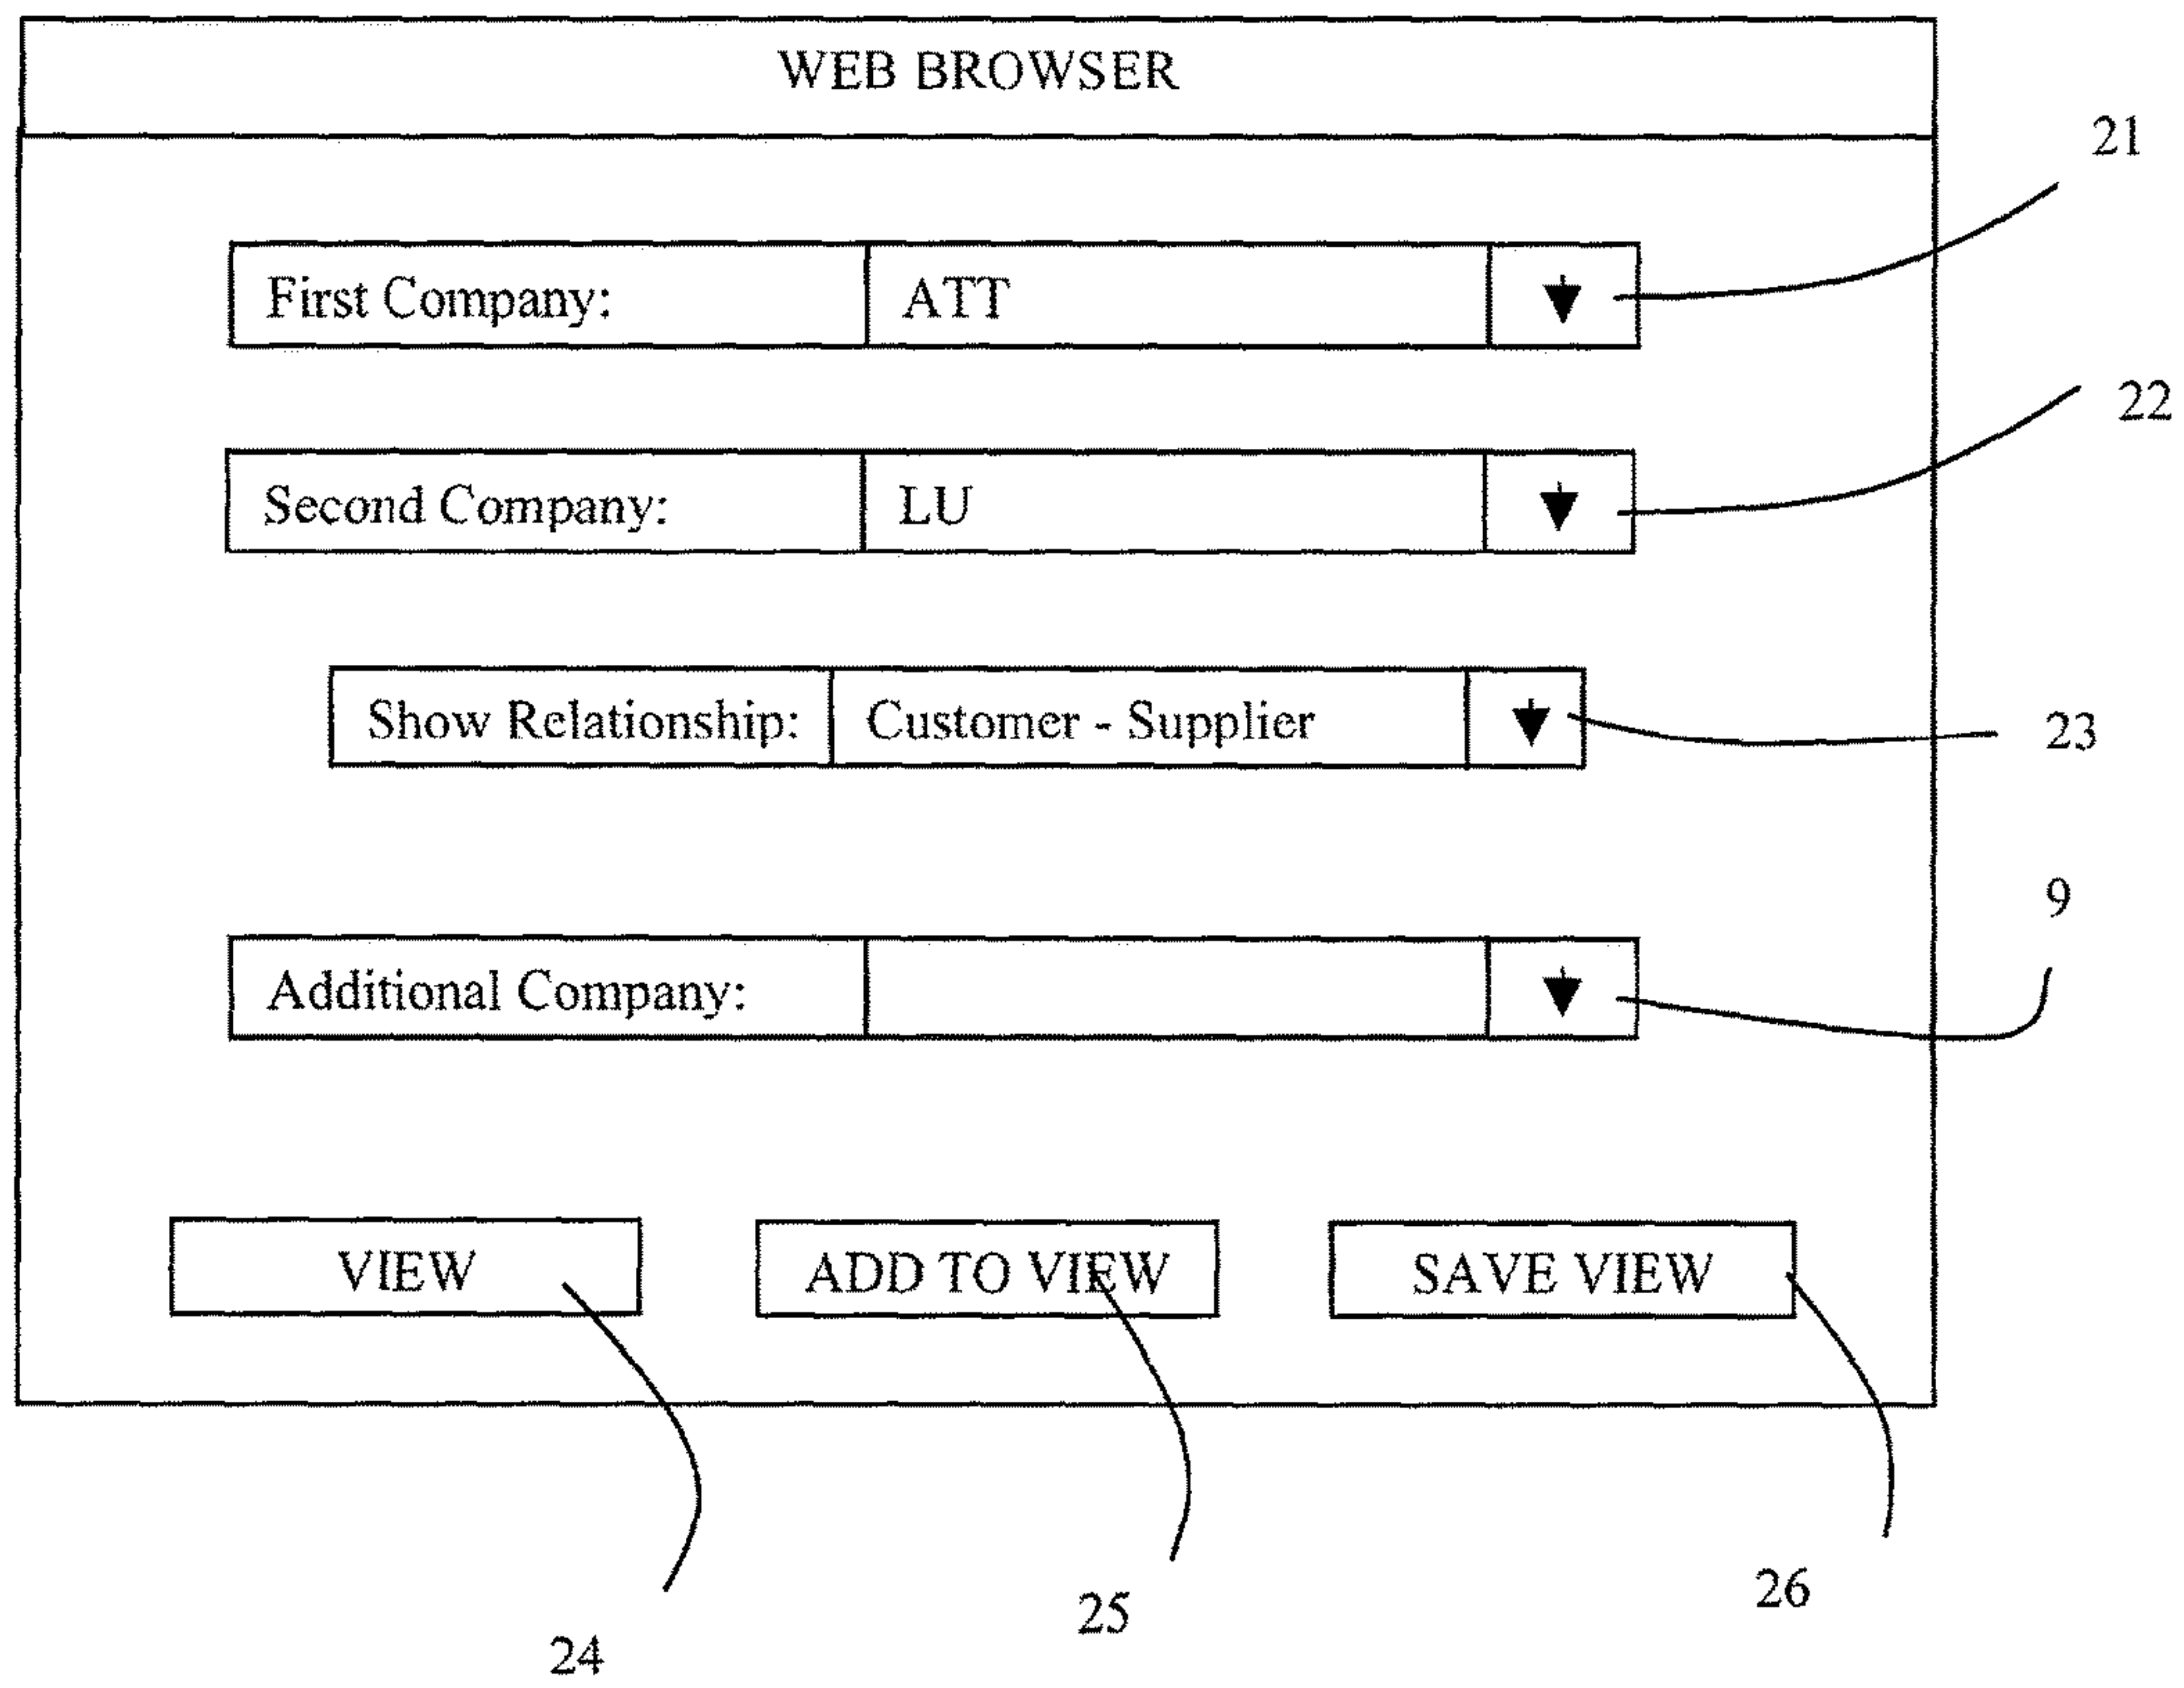 WEB BROWSER
21
First Company: ATT
22
Second Company: LU
Show Relationship: Customer - Supplier
23
9
Additional Company:
VIEW ADD TO VIEW SAVE VIEW
26
25
24